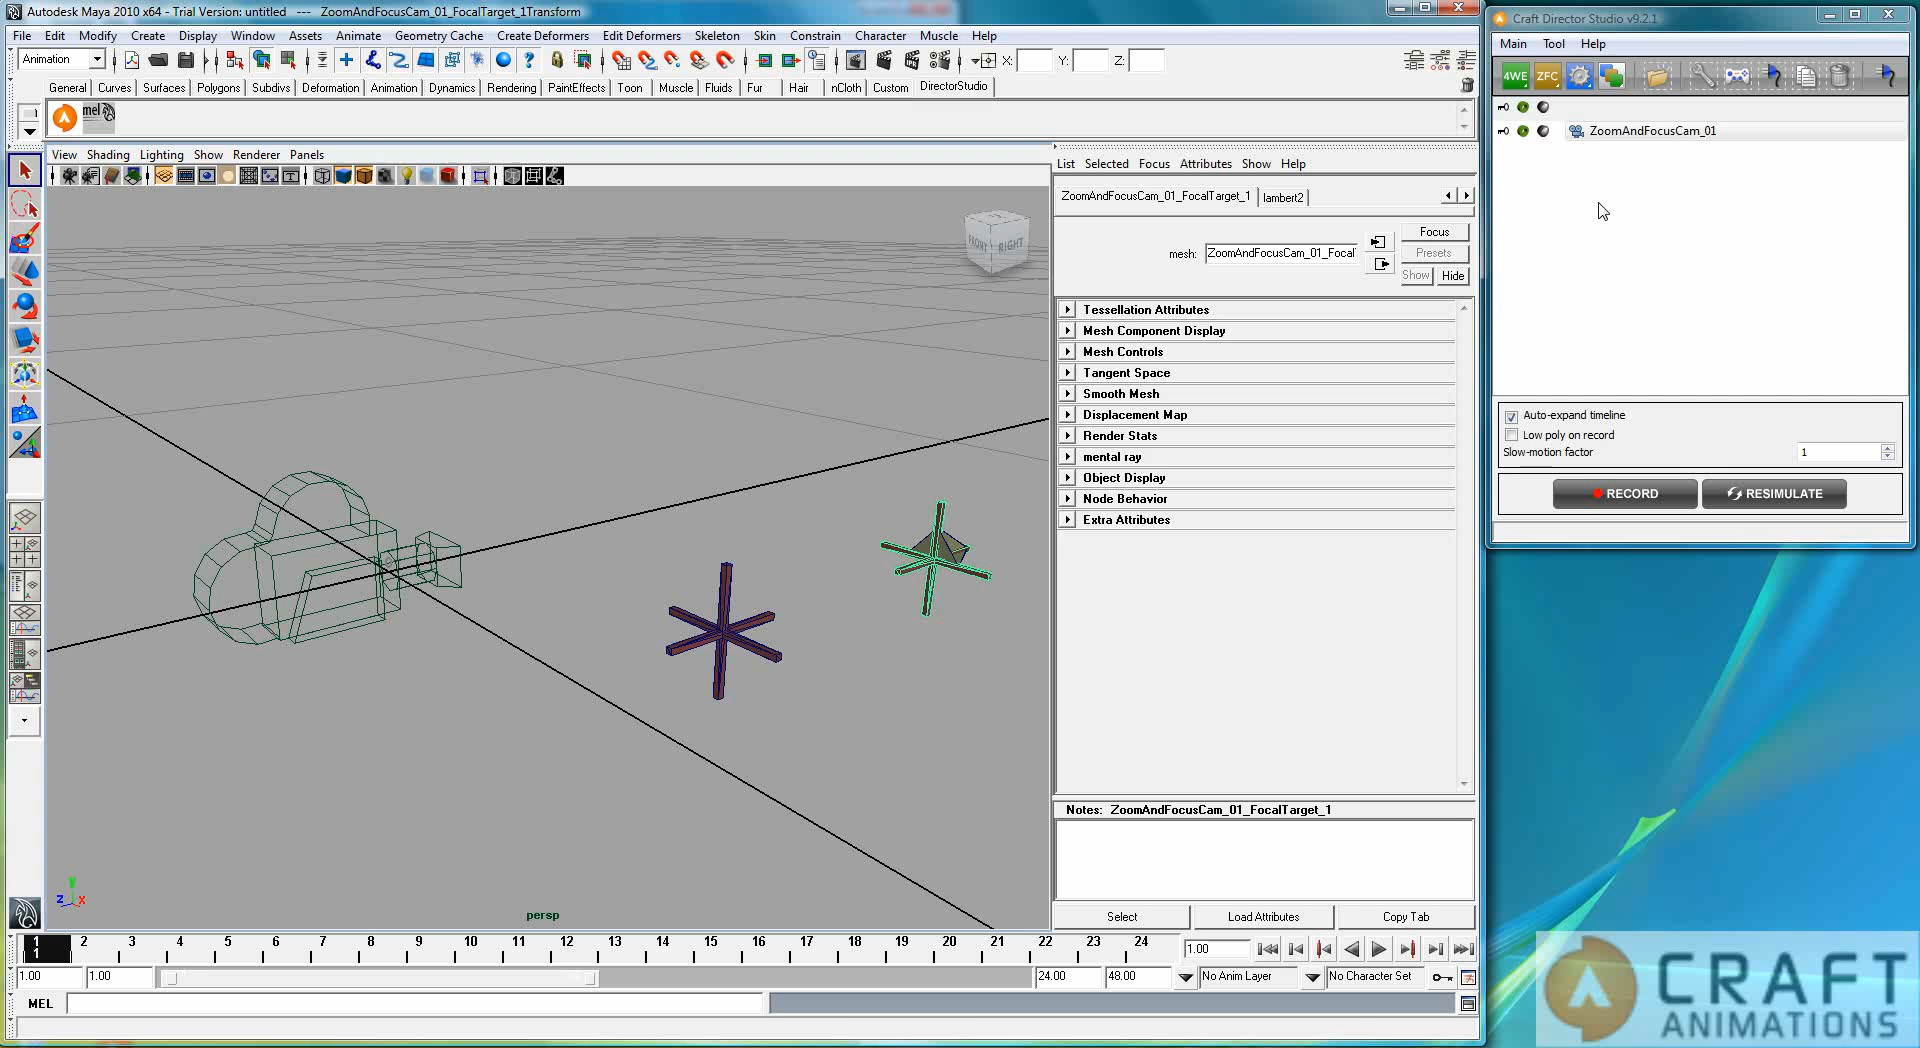 Autodesk Maya 2010 x64 - Trial Version: untitled --- ZoomAndFocusCam_01_FocalTarget_1Transform
File Edit Modify Create Display Window Assets Animate Geometry Cache Create Deformers Edit Deformers Skeleton Skin Constrain Character Muscle Help
Animation X: Y: Z:
General Curves Surfaces Polygons Subdivs Deformation Animation Dynamics Rendering PaintEffects Toon Muscle Fluids Fur Hair nCloth Custom DirectorStudio
mel
View Shading Lighting Show Renderer Panels
FRONT RIGHT
persp
y
z x
List Selected Focus Attributes Show Help
ZoomAndFocusCam_01_FocalTarget_1 lambert2
Focus
mesh: ZoomAndFocusCam_01_Focal Presets
Show Hide
Tessellation Attributes
Mesh Component Display
Mesh Controls
Tangent Space
Smooth Mesh
Displacement Map
Render Stats
mental ray
Object Display
Node Behavior
Extra Attributes
Notes: ZoomAndFocusCam_01_FocalTarget_1
Select Load Attributes Copy Tab
1 2 3 4 5 6 7 8 9 10 11 12 13 14 15 16 17 18 19 20 21 22 23 24
1 1.00
1.00 1.00 24.00 48.00 No Anim Layer No Character Set
MEL
Craft Director Studio v9.2.1
Main Tool Help
4WE ZFC
ZoomAndFocusCam_01
Auto-expand timeline
Low poly on record
Slow-motion factor 1
RECORD RESIMULATE
CRAFT
ANIMATIONS